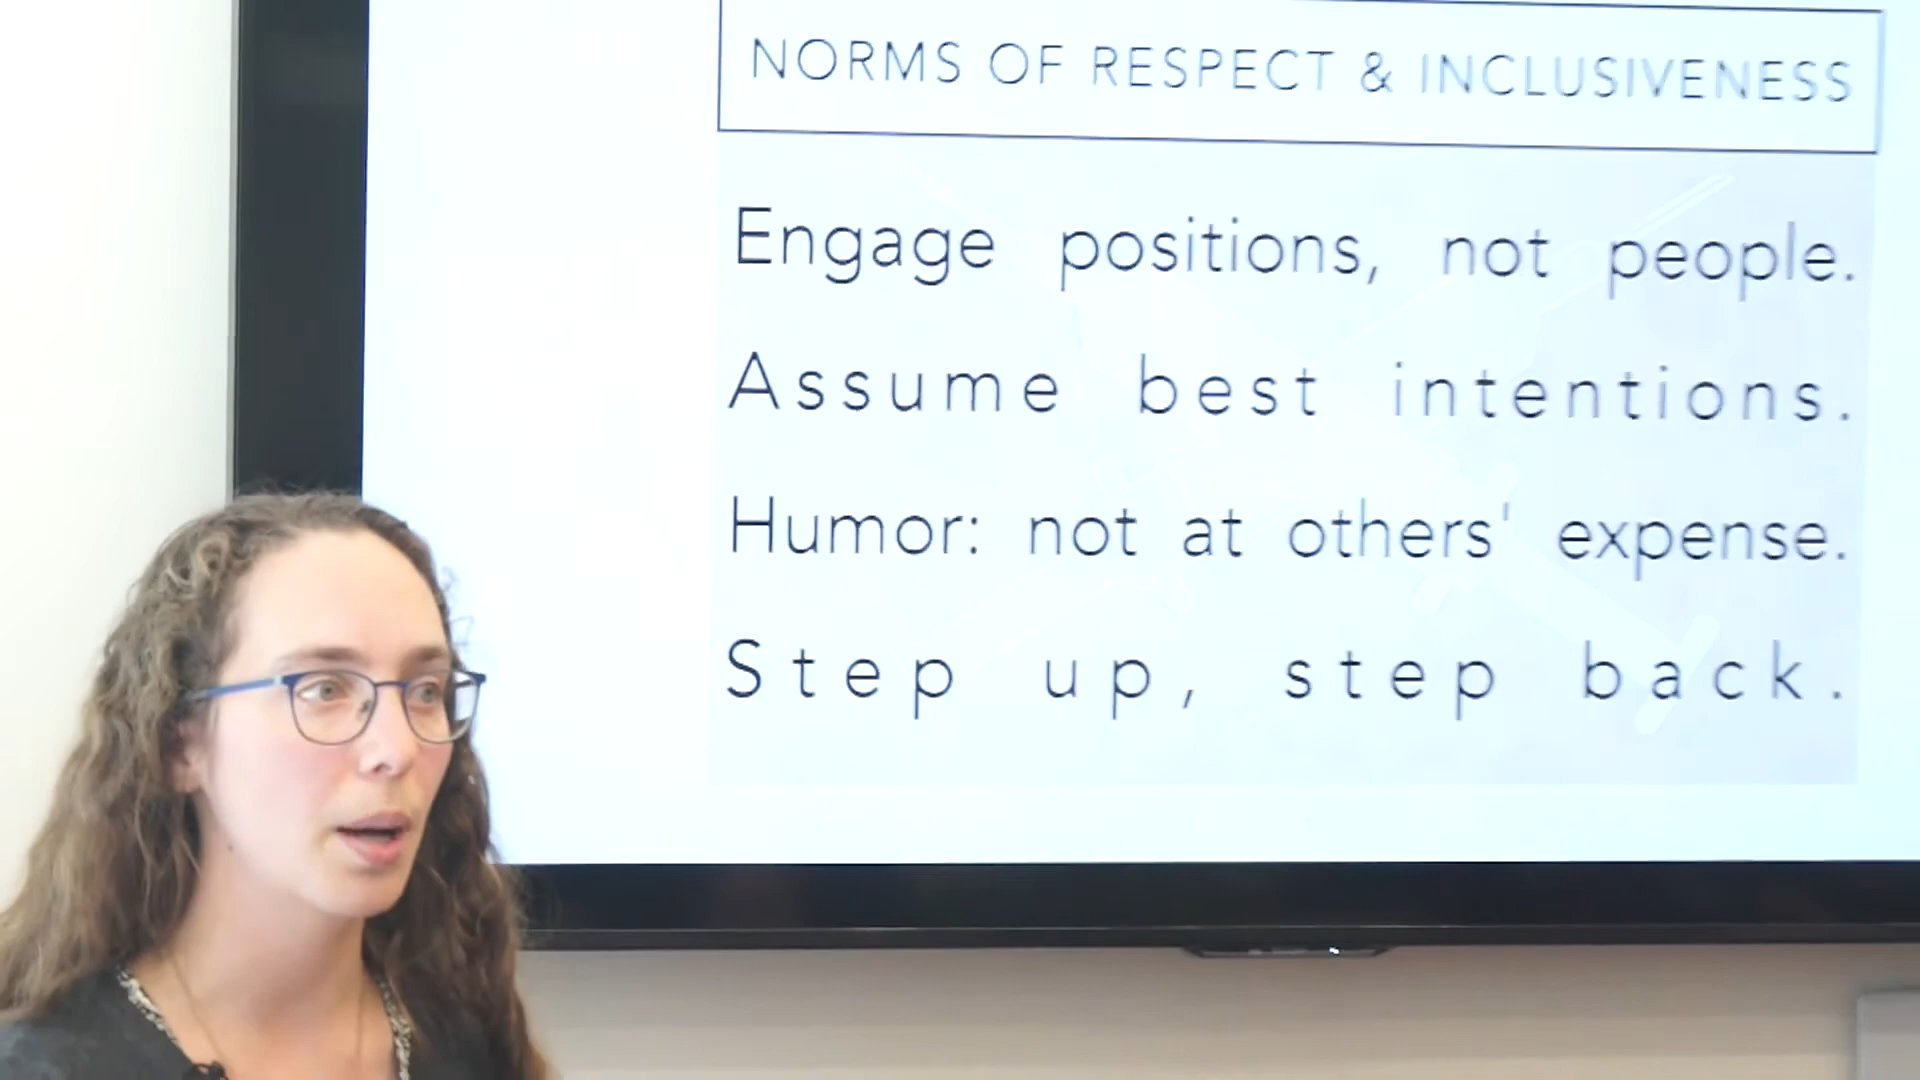 NORMS OF RESPECT & INCLUSIVENESS
Engage positions, not people.
Assume best intentions.
Humor: not at others' expense.
Step up, step back.